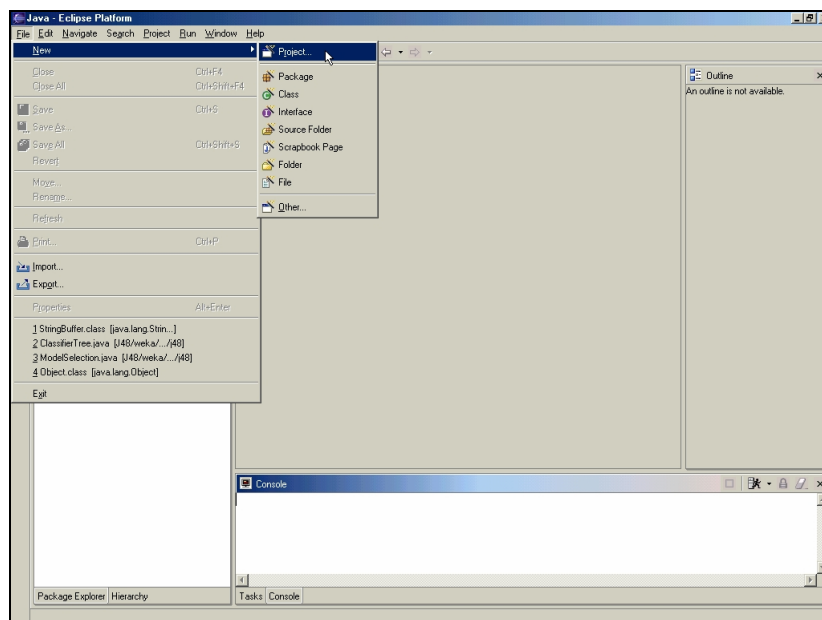 Java - Eclipse Platform
File Edit Navigate Search Project Run Window Help
New
Project...
Package
Class
Interface
Source Folder
Scrapbook Page
Folder
File
Other...
Close Ctrl+F4
Close All Ctrl+Shift+F4
Save Ctrl+S
Save As...
Save All Ctrl+Shift+S
Revert
Move...
Rename...
Refresh
Print... Ctrl+P
Import...
Export...
Properties Alt+Enter
1 StringBuffer.class [java.lang.Strin...]
2 ClassifierTree.java [J48/weka/.../j48]
3 ModelSelection.java [J48/weka/.../j48]
4 Object.class [java.lang.Object]
Exit
Outline
An outline is not available.
Console
Package Explorer Hierarchy
Tasks Console